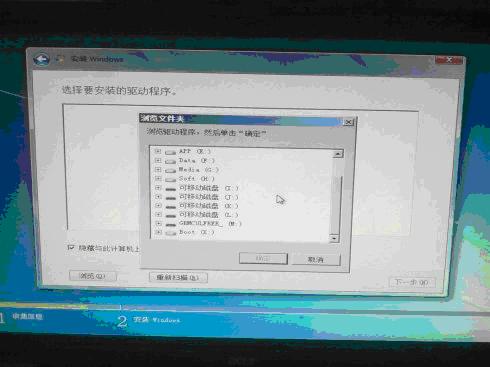 安装 Windows
选择要安装的驱动程序。
浏览文件夹
浏览驱动程序，然后单击“确定”
APP (E:)
Data (F:)
Media (G:)
Soft (H:)
可移动磁盘 (I:)
可移动磁盘 (J:)
可移动磁盘 (K:)
可移动磁盘 (L:)
(M:)
Boot (X:)
隐藏与此计算机上
确定
取消
浏览(O)
重新扫描(R)
下一步(N)
1 收集信息
2 安装 Windows